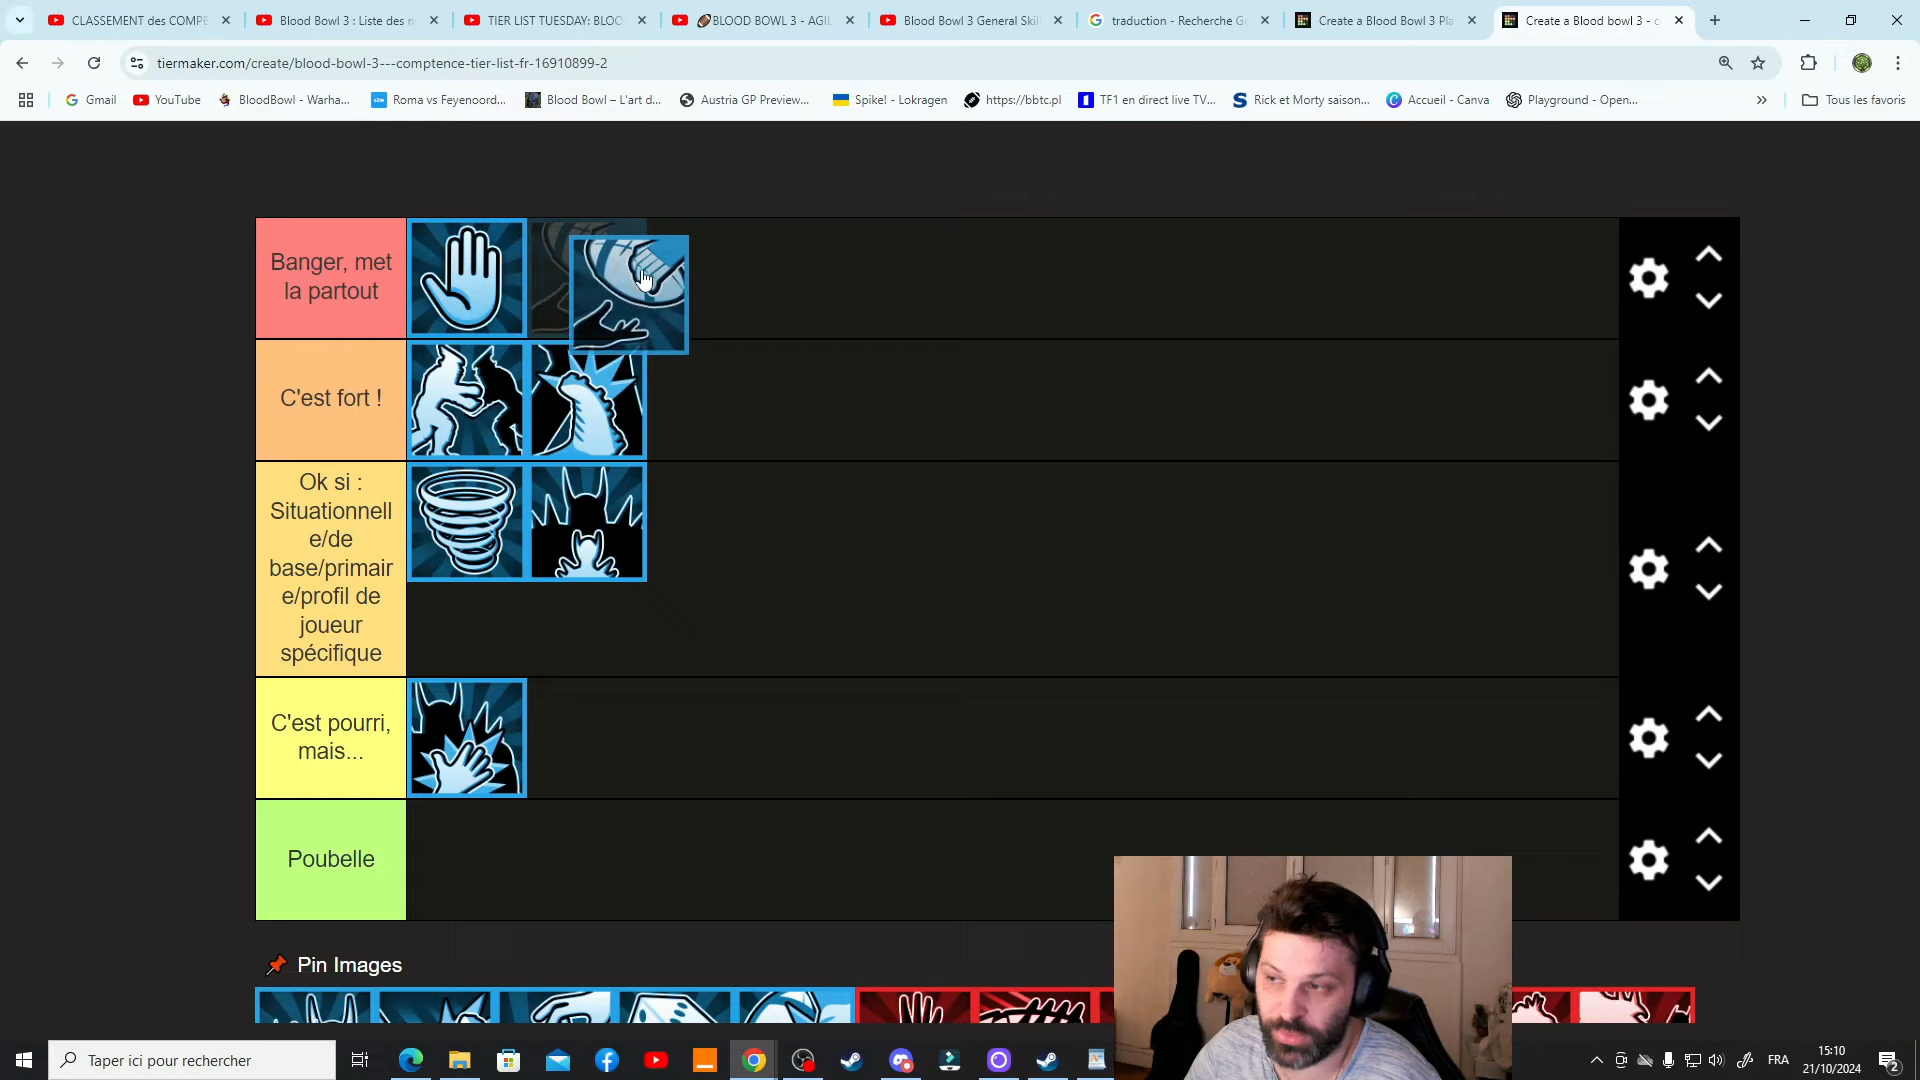 CLASSEMENT des COMPE
Blood Bowl 3 : Liste des n
TIER LIST TUESDAY: BLOO
BLOOD BOWL 3 - AGIL
Blood Bowl 3 General Skil
traduction - Recherche Go
Create a Blood Bowl 3 Pla
Create a Blood bowl 3 - c
tiermaker.com/create/blood-bowl-3---comptence-tier-list-fr-16910899-2
Gmail
YouTube
BloodBowl - Warha...
Roma vs Feyenoord...
Blood Bowl – L'art d...
Austria GP Preview...
Spike! - Lokragen
https://bbtc.pl
TF1 en direct live TV...
Rick et Morty saison...
Accueil - Canva
Playground - Open...
Tous les favoris
Banger, met
la partout
C'est fort !
Ok si :
Situationnell
e/de
base/primair
e/profil de
joueur
spécifique
C'est pourri,
mais...
Poubelle
Pin Images
Taper ici pour rechercher
FRA
15:10
21/10/2024
2